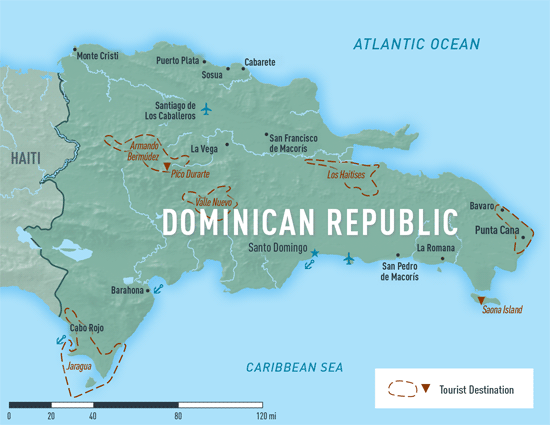 ATLANTIC OCEAN
Monte Cristi
Puerto Plata
Cabarete
Sosua
Santiago de
Los Caballeros
San Francisco
de Macorís
HAITI
Armando
Bermúdez
La Vega
Pico Durarte
Los Haitises
Valle Nuevo
Bavaro
DOMINICAN REPUBLIC
Punta Cana
Santo Domingo
La Romana
San Pedro
de Macorís
Barahona
Saona Island
Cabo Rojo
Jaragua
CARIBBEAN SEA
Tourist Destination
0 20 40 80 120 mi